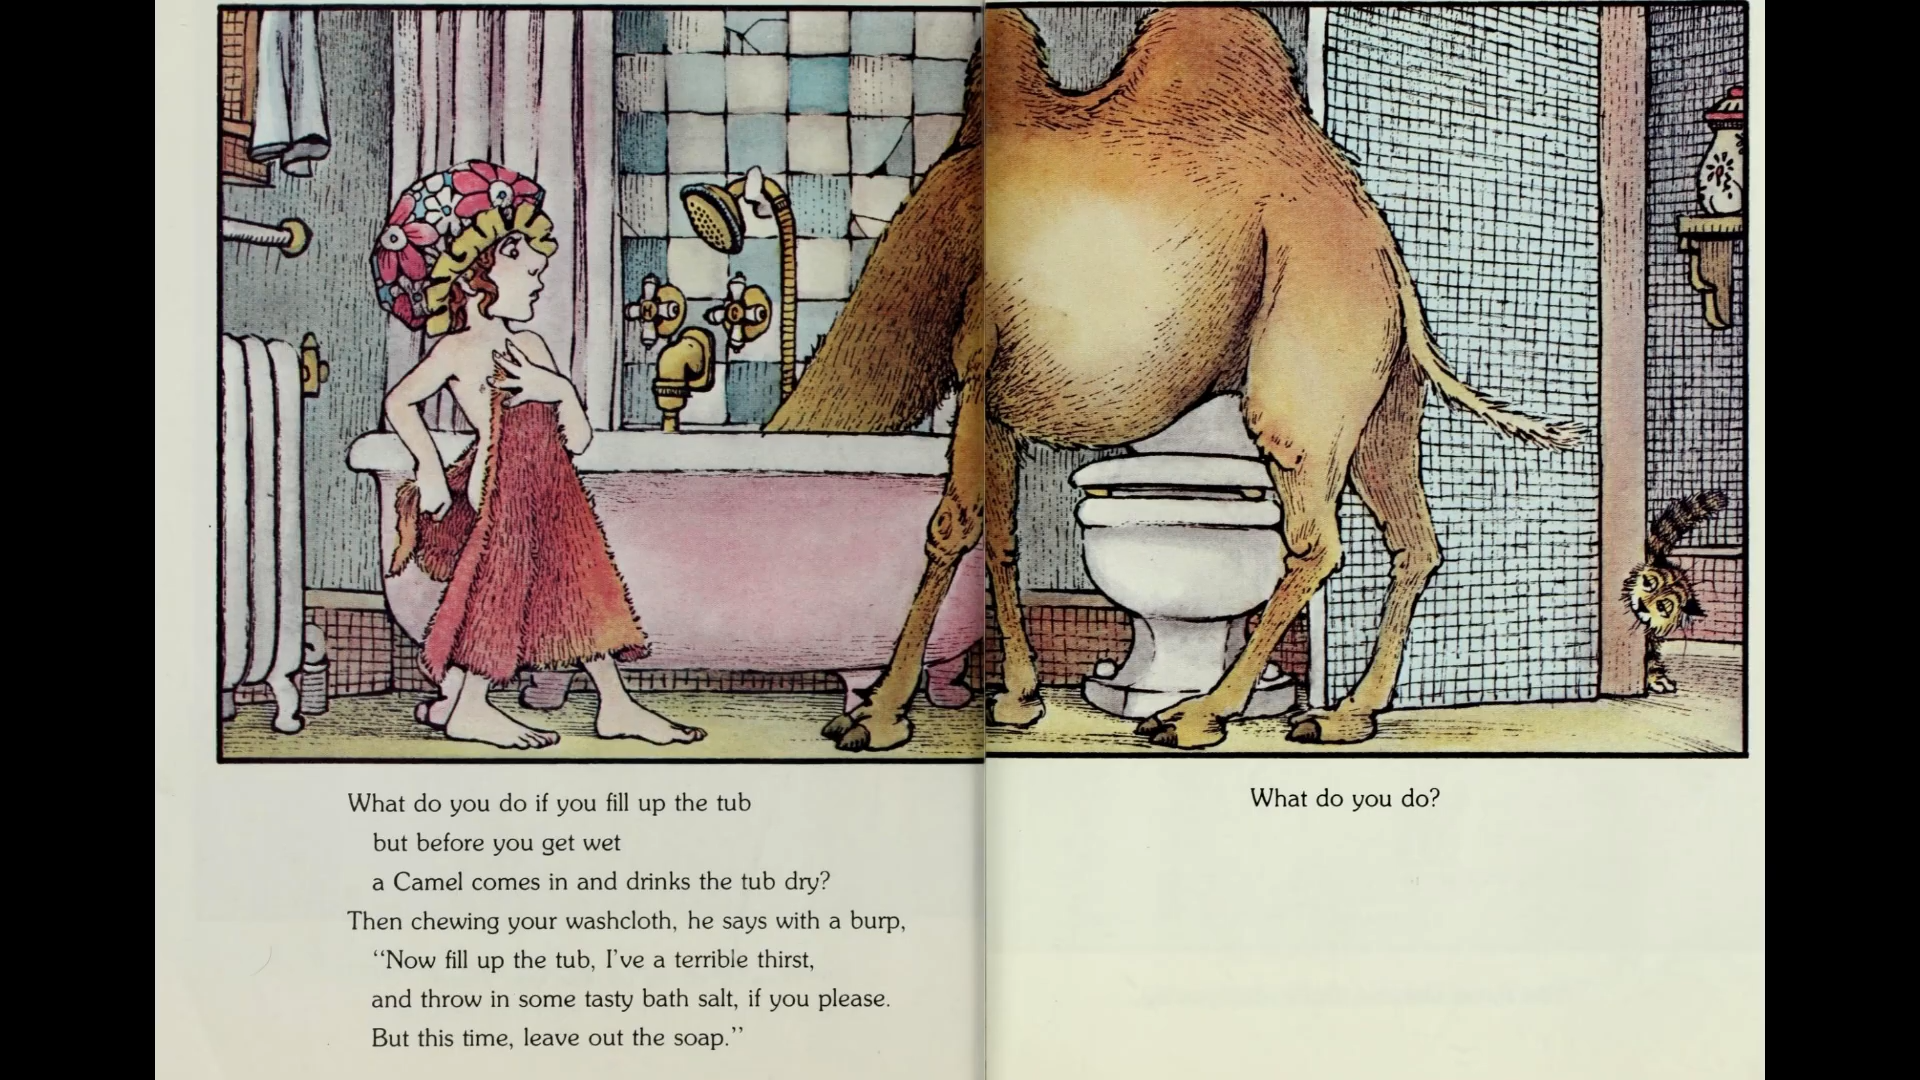 What do you do if you fill up the tub
but before you get wet
a Camel comes in and drinks the tub dry?
Then chewing your washcloth, he says with a burp,
“Now fill up the tub, I’ve a terrible thirst,
and throw in some tasty bath salt, if you please.
But this time, leave out the soap.”
What do you do?